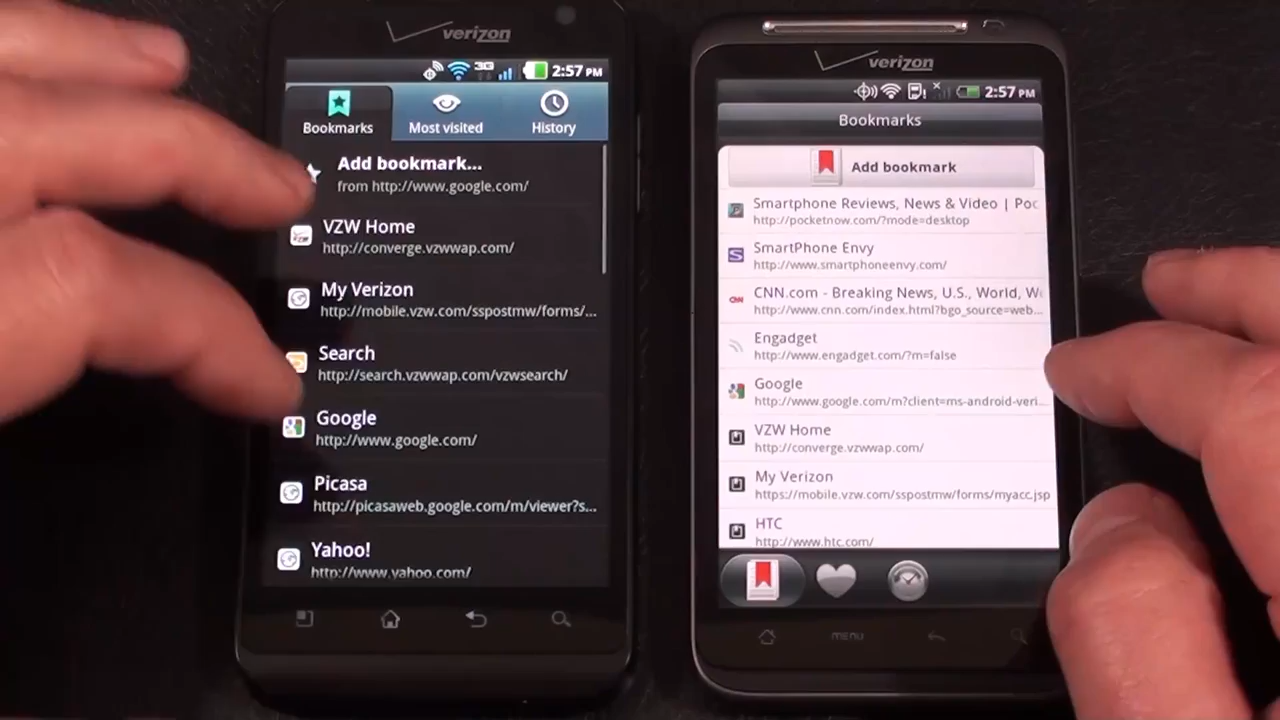 verizon
3G
2:57 PM
Bookmarks
Most visited
History
Add bookmark...
from http://www.google.com/
VZW Home
http://converge.vzwwap.com/
My Verizon
http://mobile.vzw.com/sspostmw/forms/...
Search
http://search.vzwwap.com/vzwsearch/
Google
http://www.google.com/
Picasa
http://picasaweb.google.com/m/viewer?s...
Yahoo!
http://www.yahoo.com/
verizon
2:57 PM
Bookmarks
Add bookmark
Smartphone Reviews, News & Video | Poc
http://pocketnow.com/?mode=desktop
SmartPhone Envy
http://www.smartphoneenvy.com/
CNN.com - Breaking News, U.S., World, W
http://www.cnn.com/index.html?bgo_source=web...
Engadget
http://www.engadget.com/?m=false
Google
http://www.google.com/m?client=ms-android-veri...
VZW Home
http://converge.vzwwap.com/
My Verizon
https://mobile.vzw.com/sspostmw/forms/myacc.jsp
HTC
http://www.htc.com/
MENU